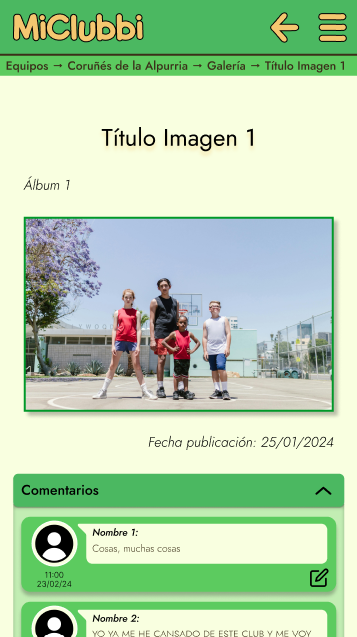 MiClubbi
Equipos → Coruñés de la Alpurria → Galería → Título Imagen 1
Título Imagen 1
Álbum 1
Fecha publicación: 25/01/2024
Comentarios
Nombre 1:
Cosas, muchas cosas
11:00
23/02/24
Nombre 2:
YO YA ME HE CANSADO DE ESTE CLUB Y ME VOY